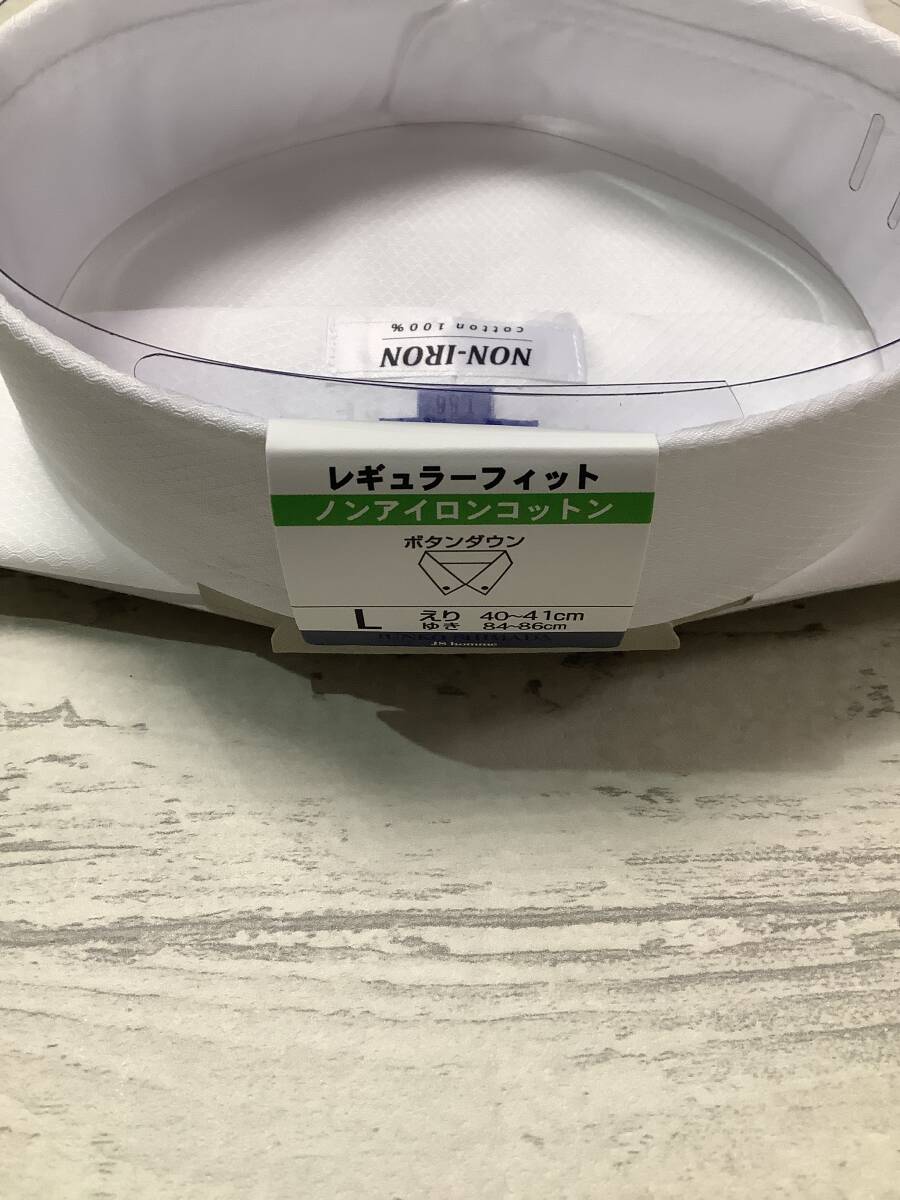 NON-IRON
cotton 100%
レギュラーフィット
ノンアイロンコットン
ボタンダウン
L えり 40~41cm
ゆき 84~86cm
JUNKO SHIMADA
JS homme